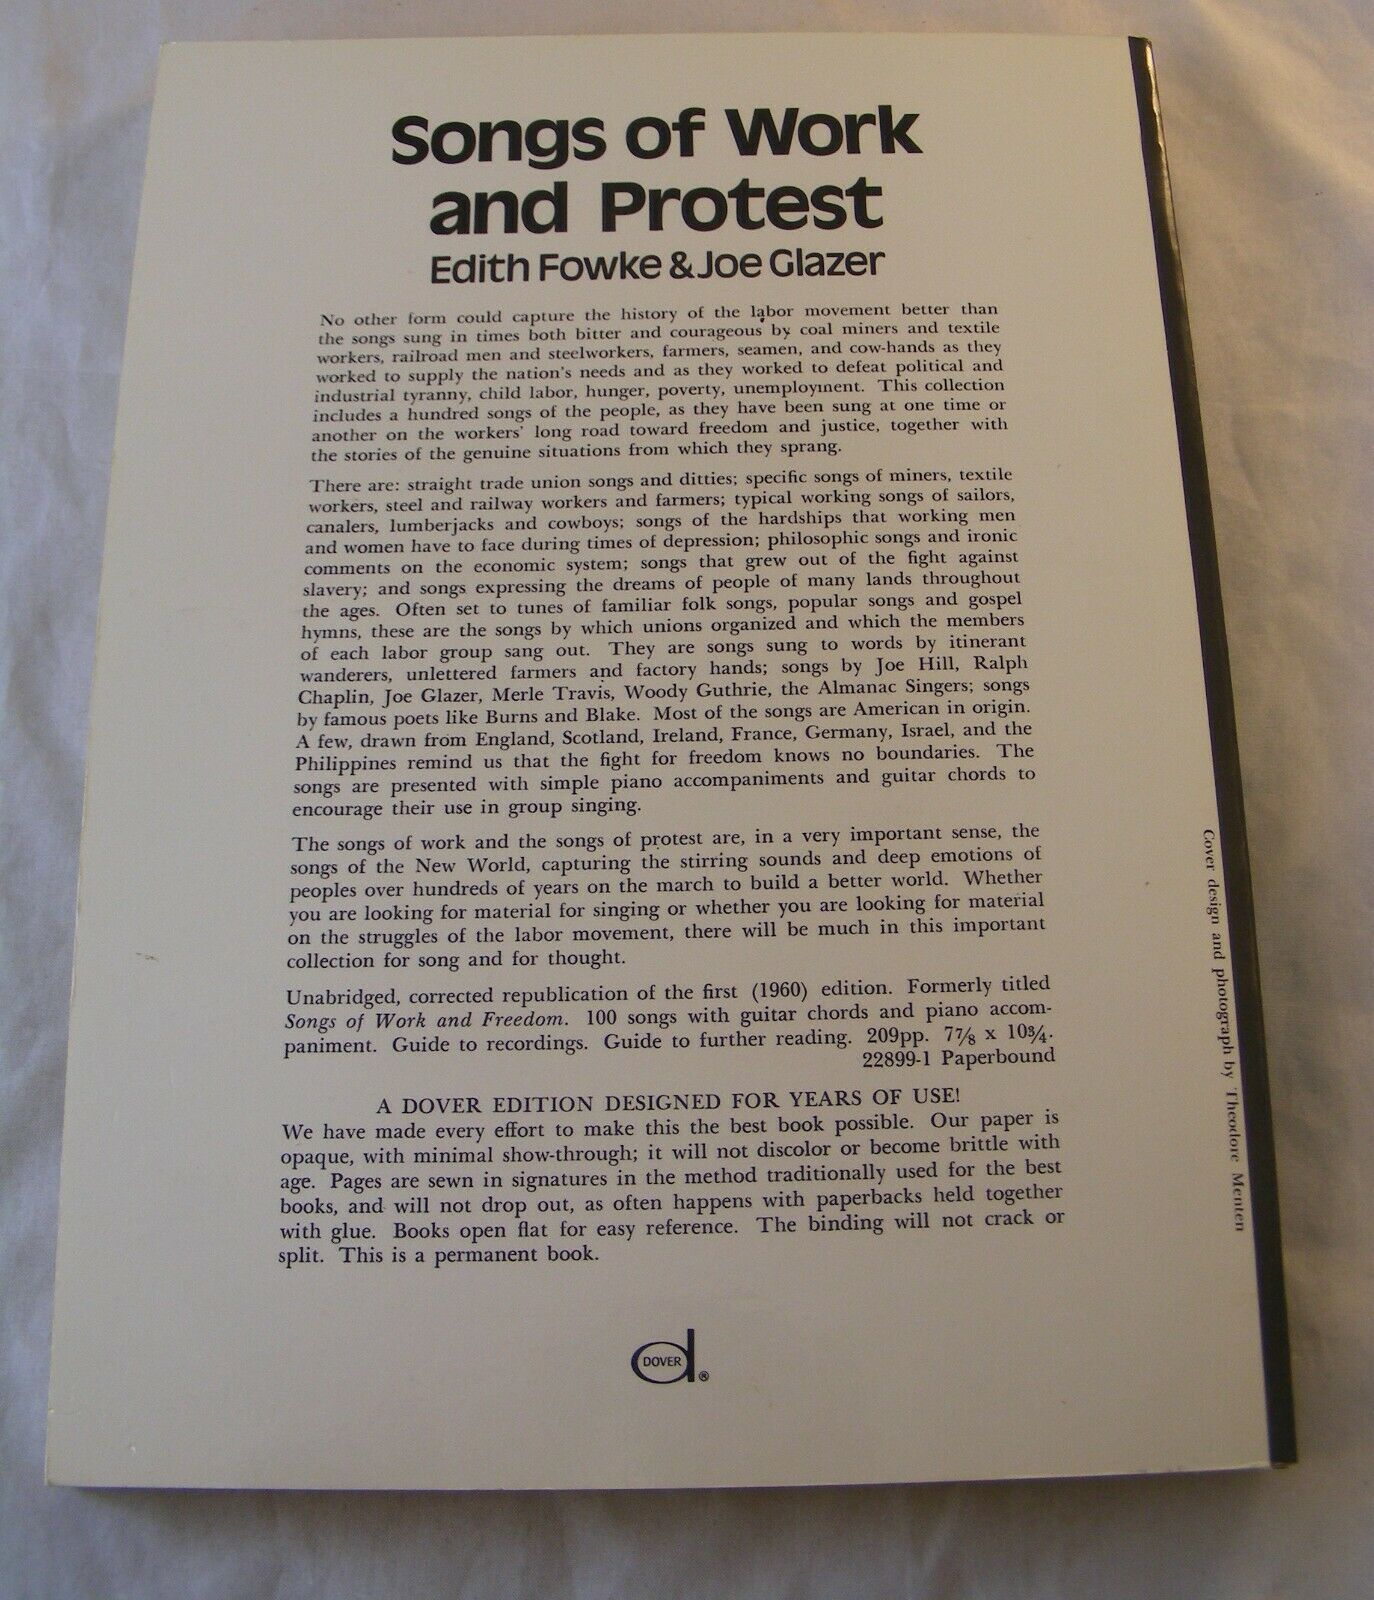 Songs of Work
and Protest
Edith Fowke & Joe Glazer
No other form could capture the history of the labor movement better than
the songs sung in times both bitter and courageous by coal miners and textile
workers, railroad men and steelworkers, farmers, seamen, and cow-hands as they
worked to supply the nation's needs and as they worked to defeat political and
industrial tyranny, child labor, hunger, poverty, unemployment. This collection
includes a hundred songs of the people, as they have been sung at one time or
another on the workers' long road toward freedom and justice, together with
the stories of the genuine situations from which they sprang.
There are: straight trade union songs and ditties; specific songs of miners, textile
workers, steel and railway workers and farmers; typical working songs of sailors,
canalers, lumberjacks and cowboys; songs of the hardships that working men
and women have to face during times of depression; philosophic songs and ironic
comments on the economic system; songs that grew out of the fight against
slavery; and songs expressing the dreams of people of many lands throughout
the ages. Often set to tunes of familiar folk songs, popular songs and gospel
hymns, these are the songs by which unions organized and which the members
of each labor group sang out. They are songs sung to words by itinerant
wanderers, unlettered farmers and factory hands; songs by Joe Hill, Ralph
Chaplin, Joe Glazer, Merle Travis, Woody Guthrie, the Almanac Singers; songs
by famous poets like Burns and Blake. Most of the songs are American in origin.
A few, drawn from England, Scotland, Ireland, France, Germany, Israel, and the
Philippines remind us that the fight for freedom knows no boundaries. The
songs are presented with simple piano accompaniments and guitar chords to
encourage their use in group singing.
The songs of work and the songs of protest are, in a very important sense, the
songs of the New World, capturing the stirring sounds and deep emotions of
peoples over hundreds of years on the march to build a better world. Whether
you are looking for material for singing or whether you are looking for material
on the struggles of the labor movement, there will be much in this important
collection for song and for thought.
Unabridged, corrected republication of the first (1960) edition. Formerly titled
Songs of Work and Freedom. 100 songs with guitar chords and piano accom-
paniment. Guide to recordings. Guide to further reading. 209pp. 7⅞ x 10¾.
22899-1 Paperbound
A DOVER EDITION DESIGNED FOR YEARS OF USE!
We have made every effort to make this the best book possible. Our paper is
opaque, with minimal show-through; it will not discolor or become brittle with
age. Pages are sewn in signatures in the method traditionally used for the best
books, and will not drop out, as often happens with paperbacks held together
with glue. Books open flat for easy reference. The binding will not crack or
split. This is a permanent book.
DOVER ®
Cover design and photograph by Theodore Menten